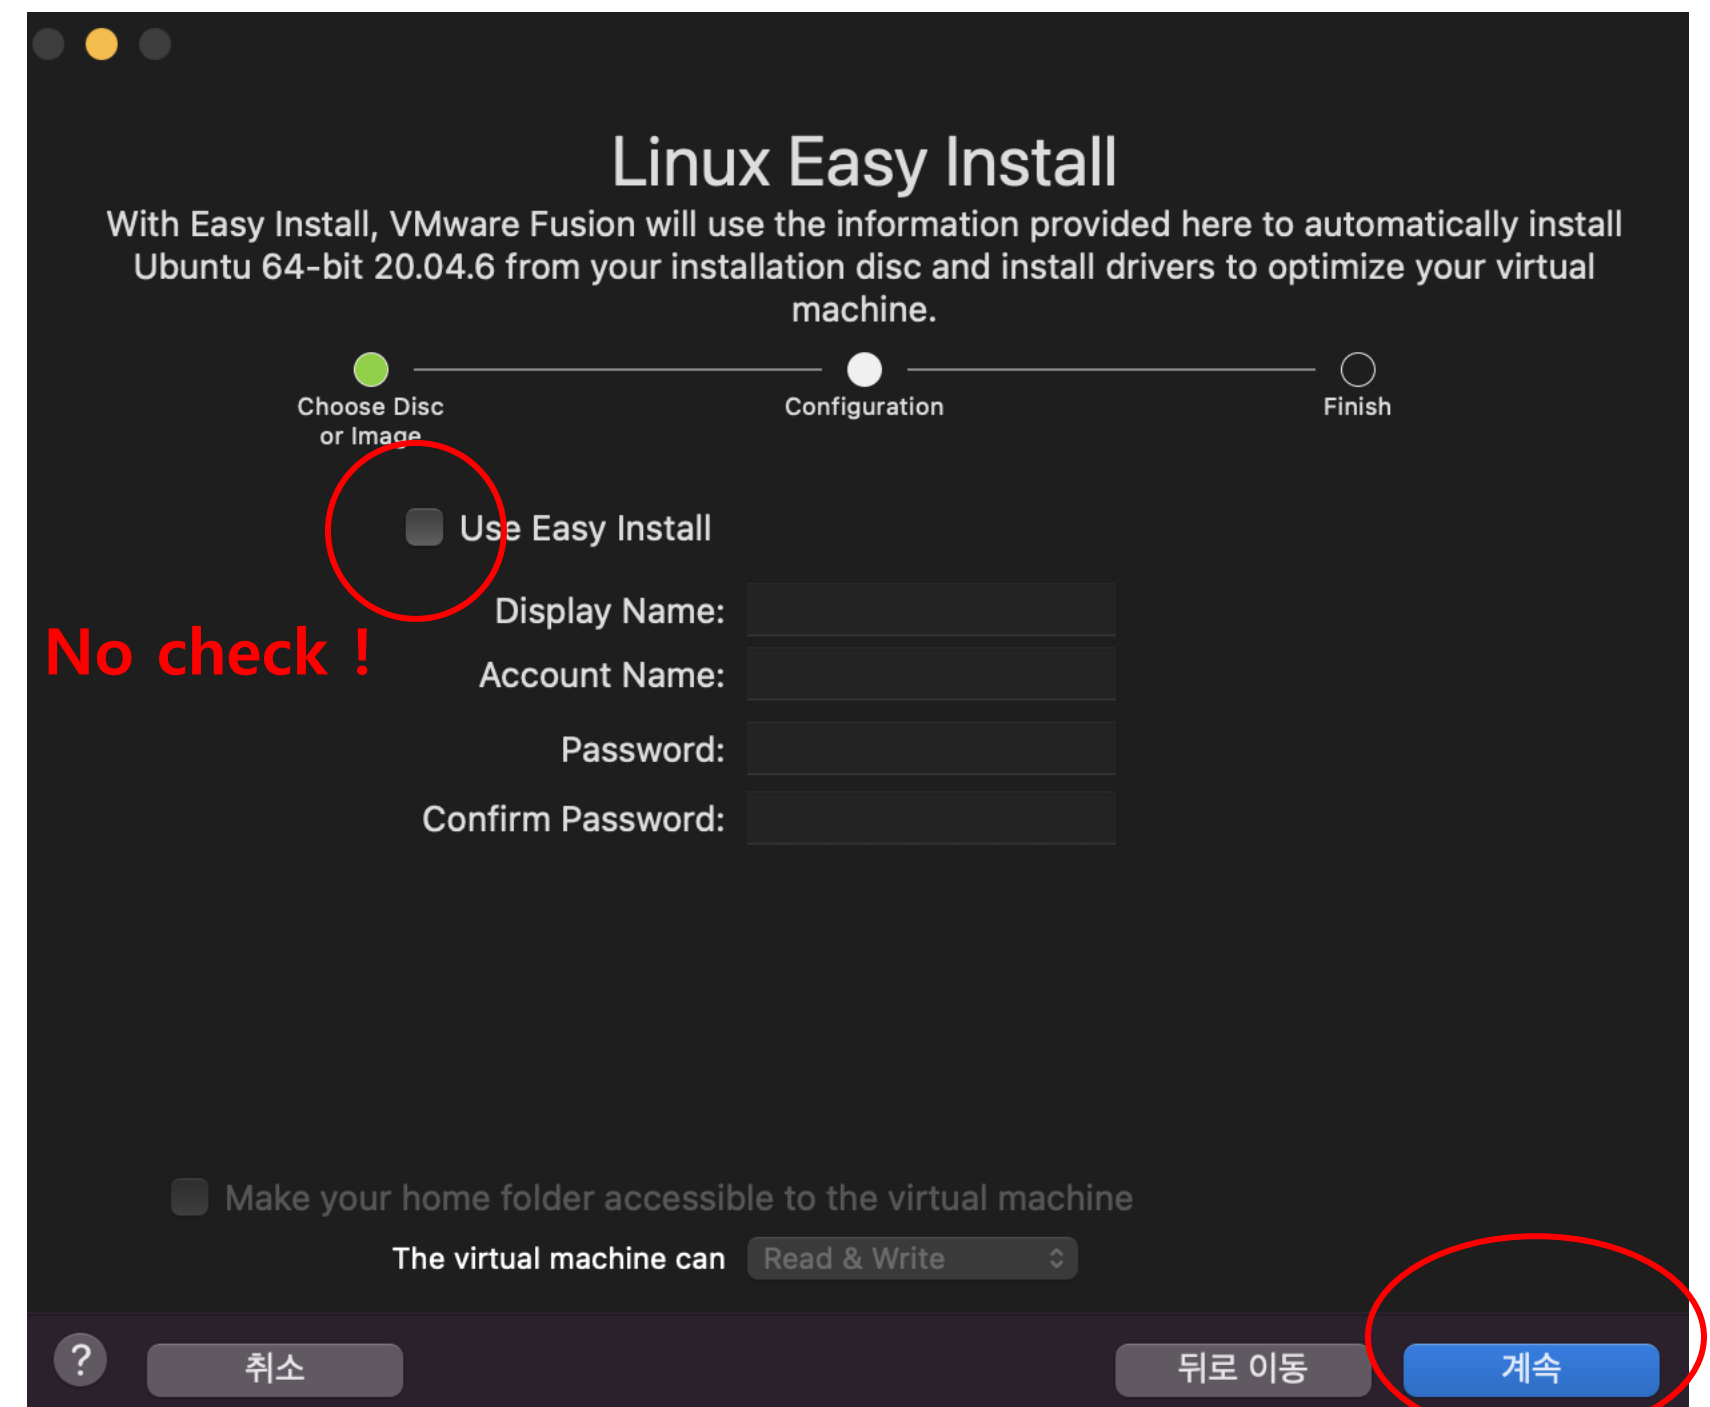 Linux Easy Install
With Easy Install, VMware Fusion will use the information provided here to automatically install
Ubuntu 64-bit 20.04.6 from your installation disc and install drivers to optimize your virtual
machine.
Choose Disc
or Image
Configuration
Finish
Use Easy Install
No check !
Display Name:
Account Name:
Password:
Confirm Password:
Make your home folder accessible to the virtual machine
The virtual machine can Read & Write
? 취소 뒤로 이동 계속